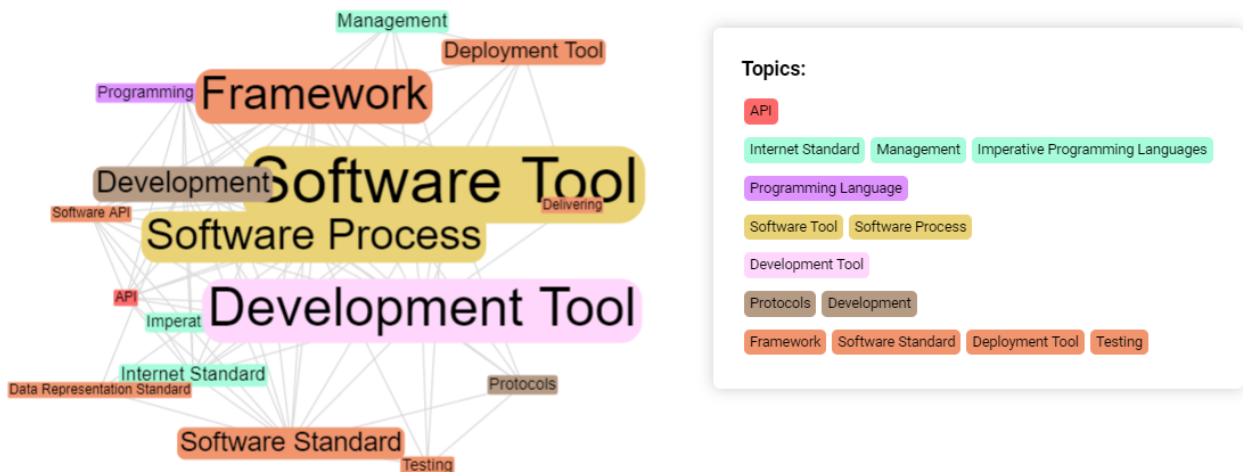 Management
Deployment Tool
Programming
Framework
Development
Software Tool
Software API
Delivering
Software Process
API
Imperat
Development Tool
Internet Standard
Data Representation Standard
Protocols
Software Standard
Testing
Topics:
API
Internet Standard Management Imperative Programming Languages
Programming Language
Software Tool Software Process
Development Tool
Protocols Development
Framework Software Standard Deployment Tool Testing